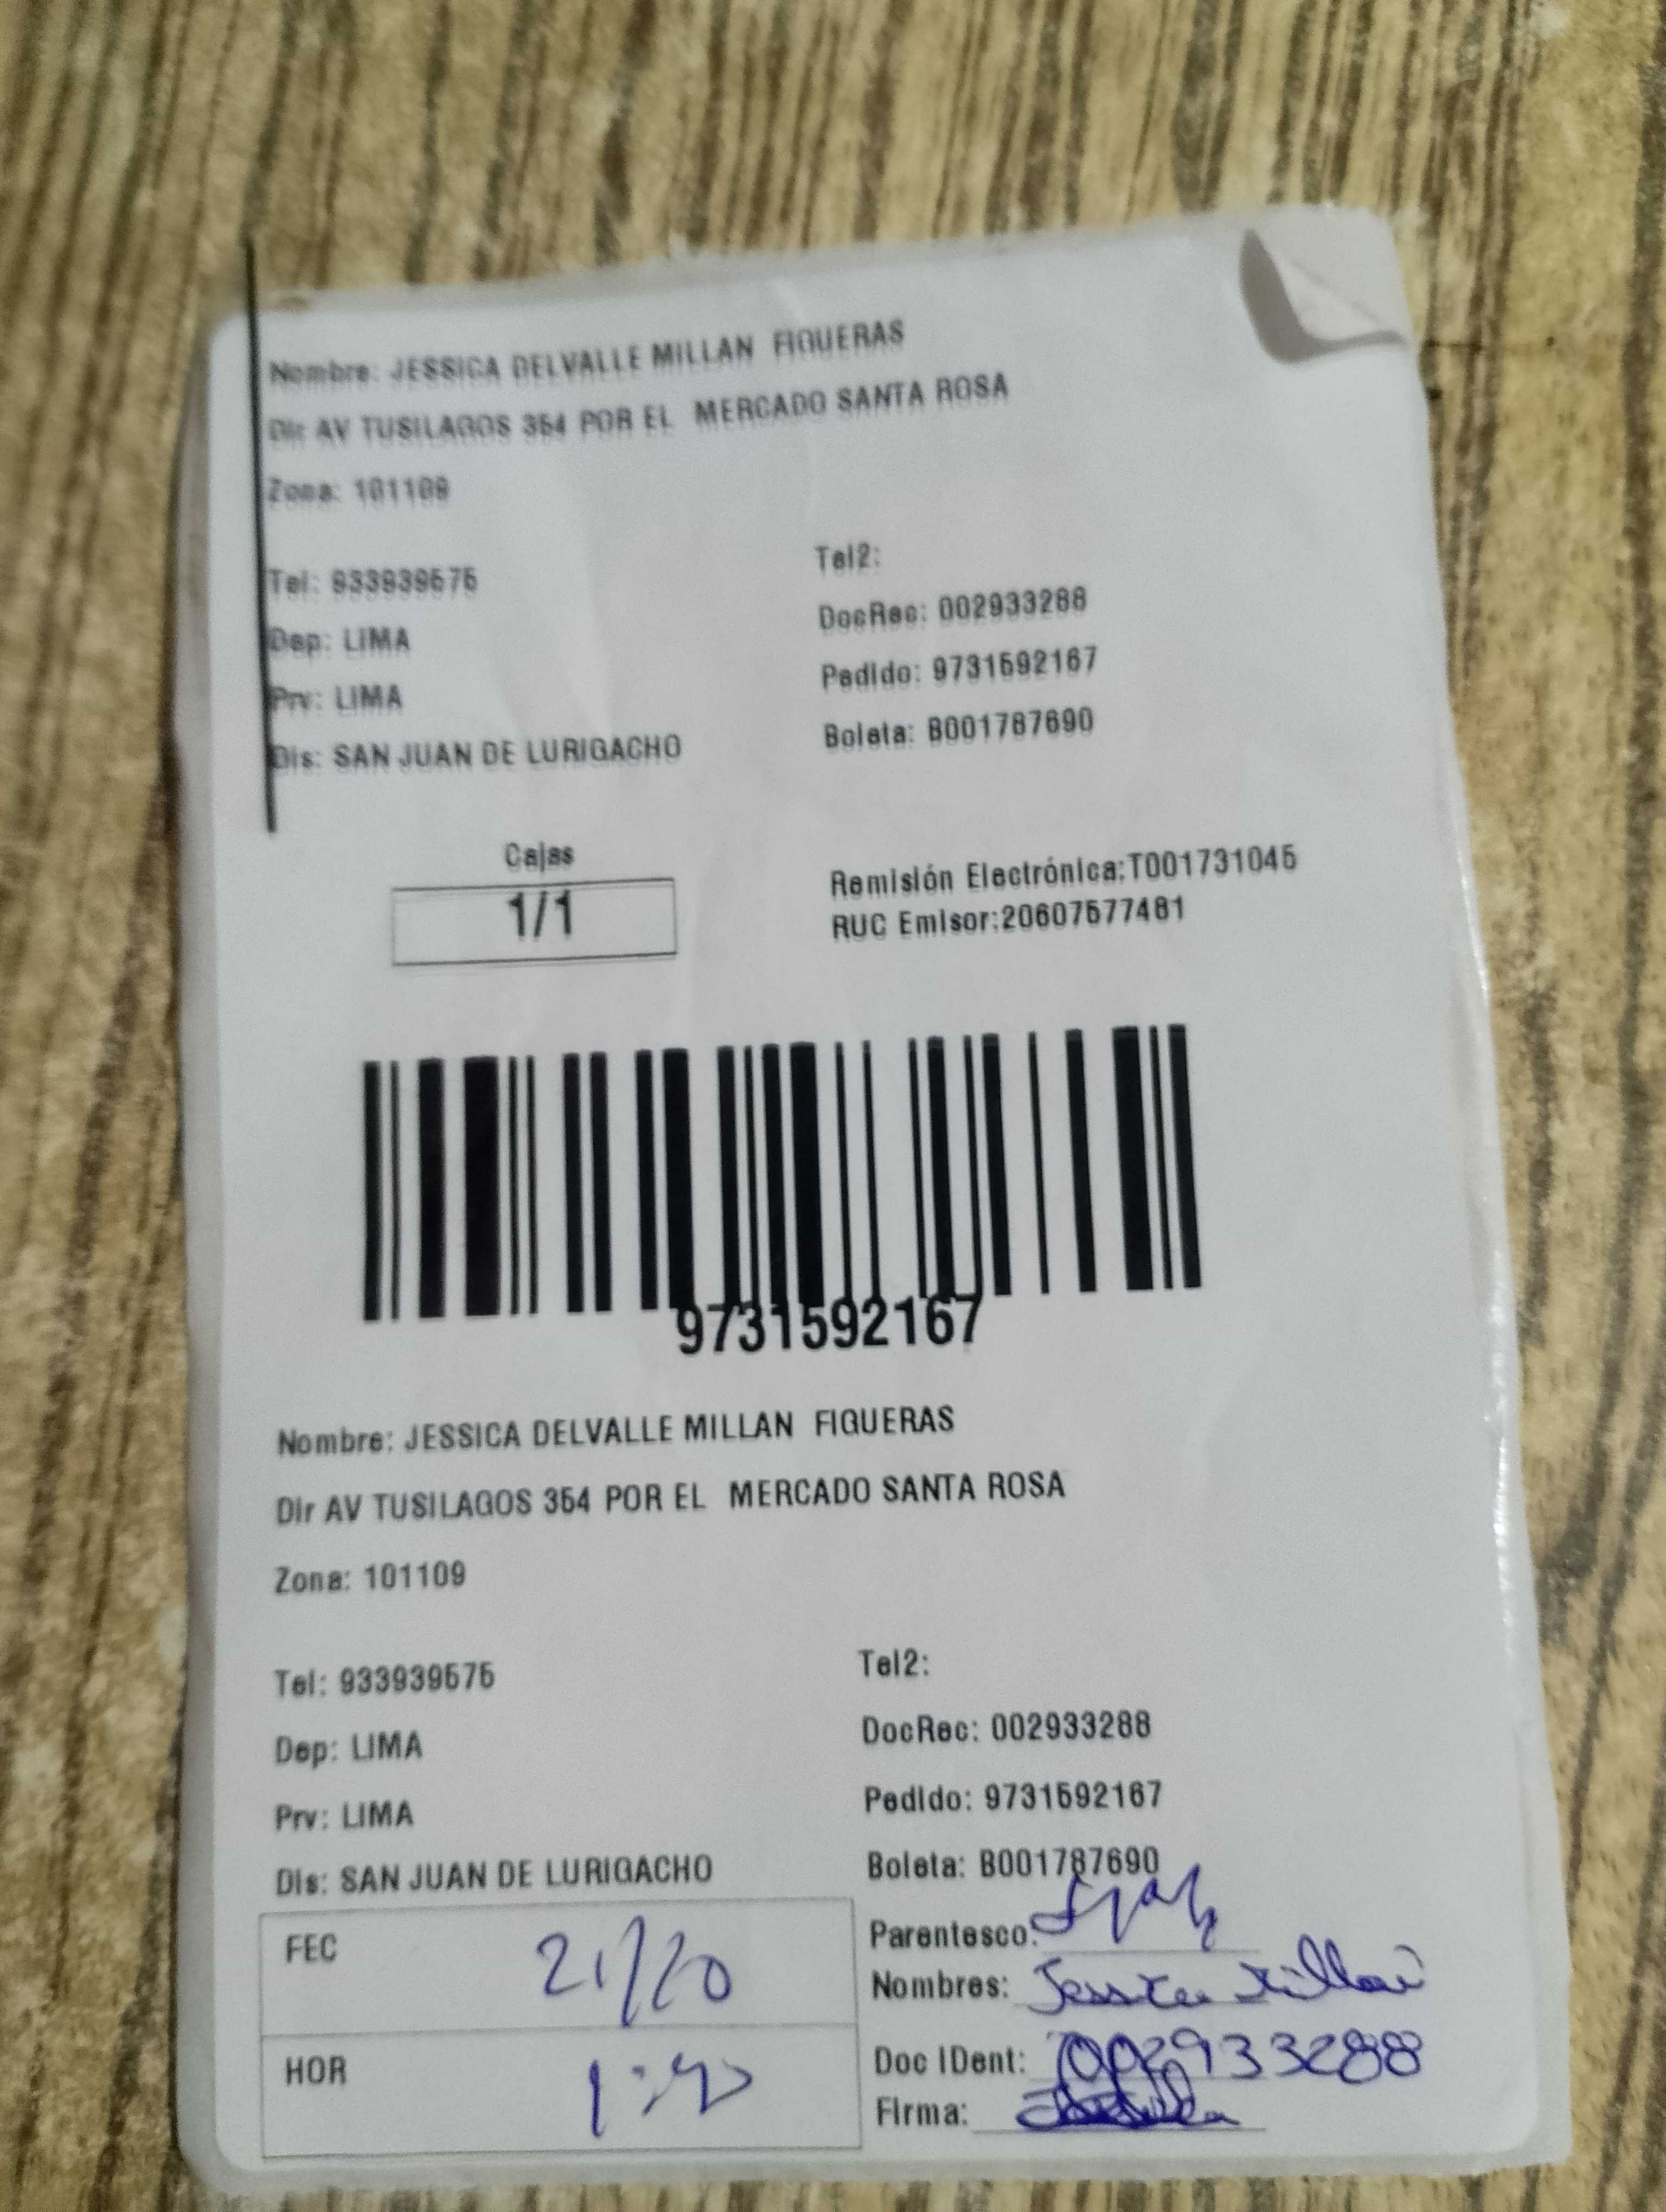 Nombre: JESSICA DELVALLE MILLAN FIGUERAS
Dir AV TUSILAGOS 354 POR EL MERCADO SANTA ROSA
Zona: 101109
Tel: 933939575
Tel2:
Dep: LIMA
DocRec: 002933288
Prv: LIMA
Pedido: 9731592167
Dis: SAN JUAN DE LURIGACHO
Boleta: B001787690
Cajas
1/1
Remisión Electrónica:T001731045
RUC Emisor:20607577481
9731592167
Nombre: JESSICA DELVALLE MILLAN FIGUERAS
Dir AV TUSILAGOS 354 POR EL MERCADO SANTA ROSA
Zona: 101109
Tel: 933939575
Tel2:
Dep: LIMA
DocRec: 002933288
Prv: LIMA
Pedido: 9731592167
Dis: SAN JUAN DE LURIGACHO
Boleta: B001787690
FEC
Parentesco:
Nombres: Jessica Millan
HOR
Doc IDent: 002933288
Firma: